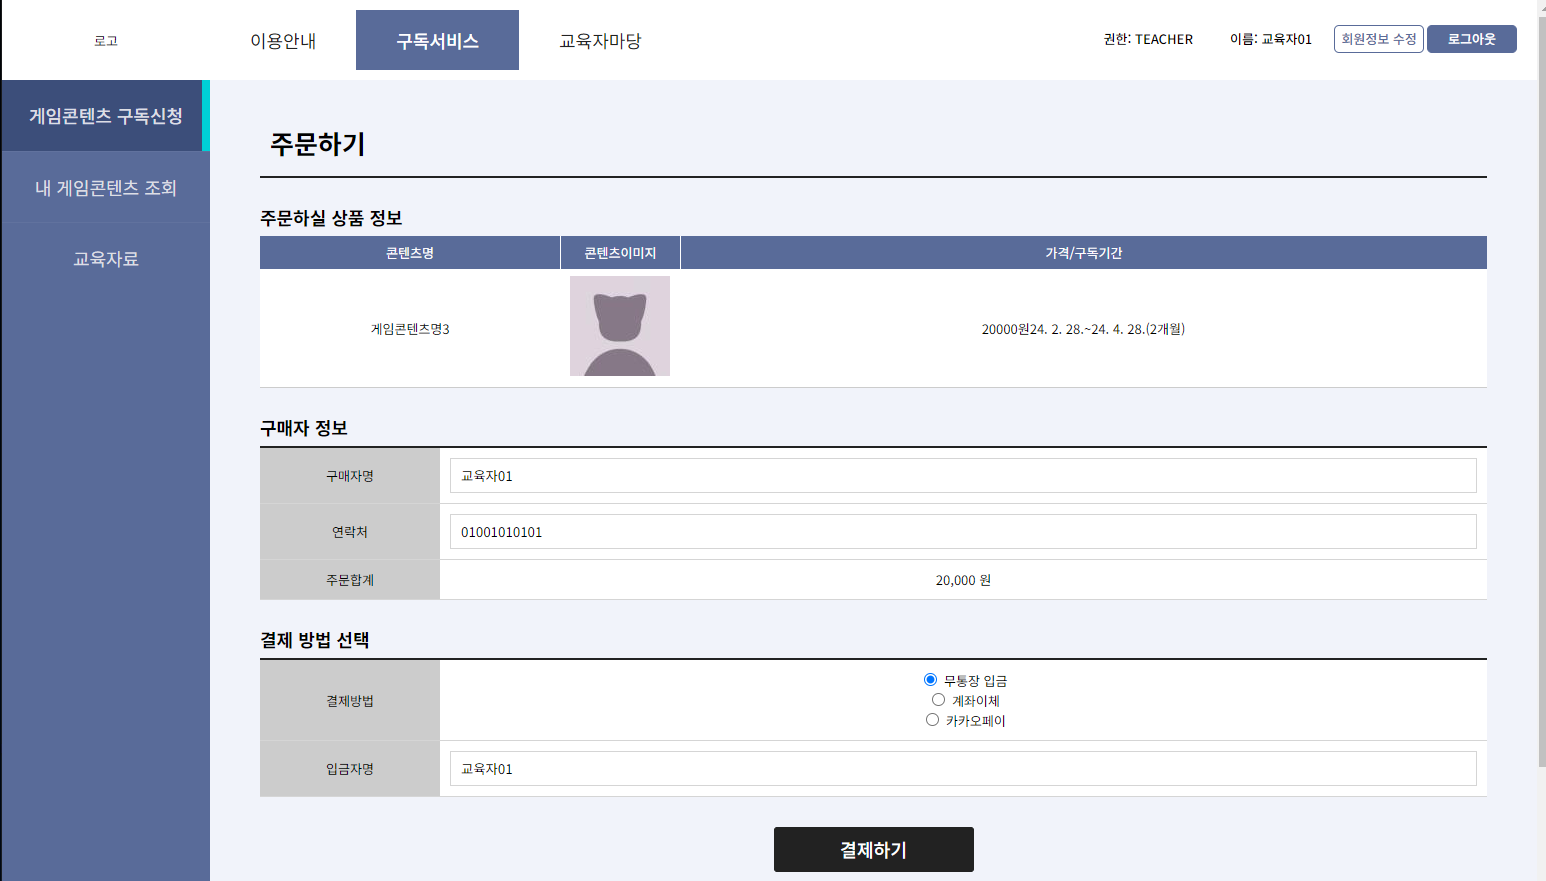 로고
이용안내
구독서비스
교육자마당
권한: TEACHER
이름: 교육자01
회원정보 수정
로그아웃
게임콘텐츠 구독신청
내 게임콘텐츠 조회
교육자료
주문하기
주문하실 상품 정보
콘텐츠명 콘텐츠이미지 가격/구독기간
게임콘텐츠명3 20000원24. 2. 28.~24. 4. 28.(2개월)
구매자 정보
구매자명 교육자01
연락처 01001010101
주문합계 20,000 원
결제 방법 선택
결제방법
무통장 입금
계좌이체
카카오페이
입금자명 교육자01
결제하기